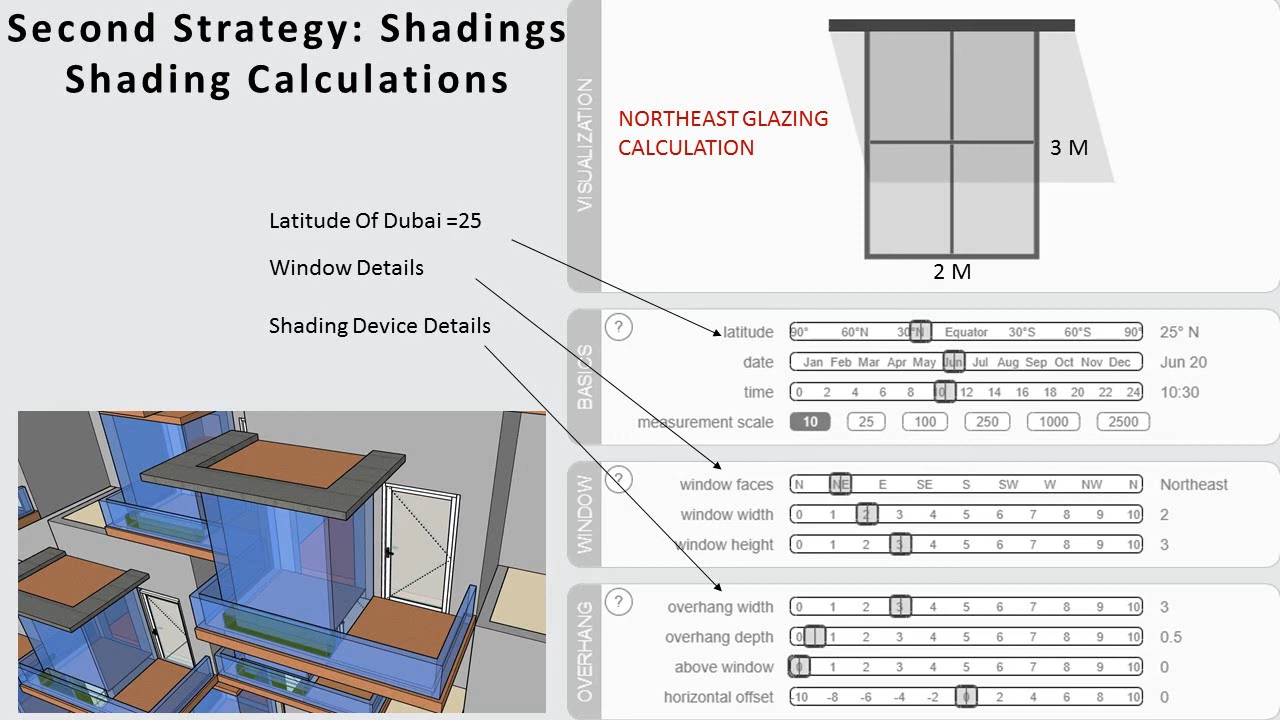 Second Strategy: Shadings
Shading Calculations
Latitude Of Dubai =25
Window Details
Shading Device Details
VISUALIZATION
NORTHEAST GLAZING
CALCULATION
3 M
2 M
BASICS
?
latitude 90° 60°N 30°N Equator 30°S 60°S 90° 25° N
date Jan Feb Mar Apr May Jun Jul Aug Sep Oct Nov Dec Jun 20
time 0 2 4 6 8 10 12 14 16 18 20 22 24 10:30
measurement scale 10 25 100 250 1000 2500
WINDOW
?
window faces N NE E SE S SW W NW N Northeast
window width 0 1 2 3 4 5 6 7 8 9 10 2
window height 0 1 2 3 4 5 6 7 8 9 10 3
OVERHANG
?
overhang width 0 1 2 3 4 5 6 7 8 9 10 3
overhang depth 0 1 2 3 4 5 6 7 8 9 10 0.5
above window 0 1 2 3 4 5 6 7 8 9 10 0
horizontal offset -10 -8 -6 -4 -2 0 2 4 6 8 10 0